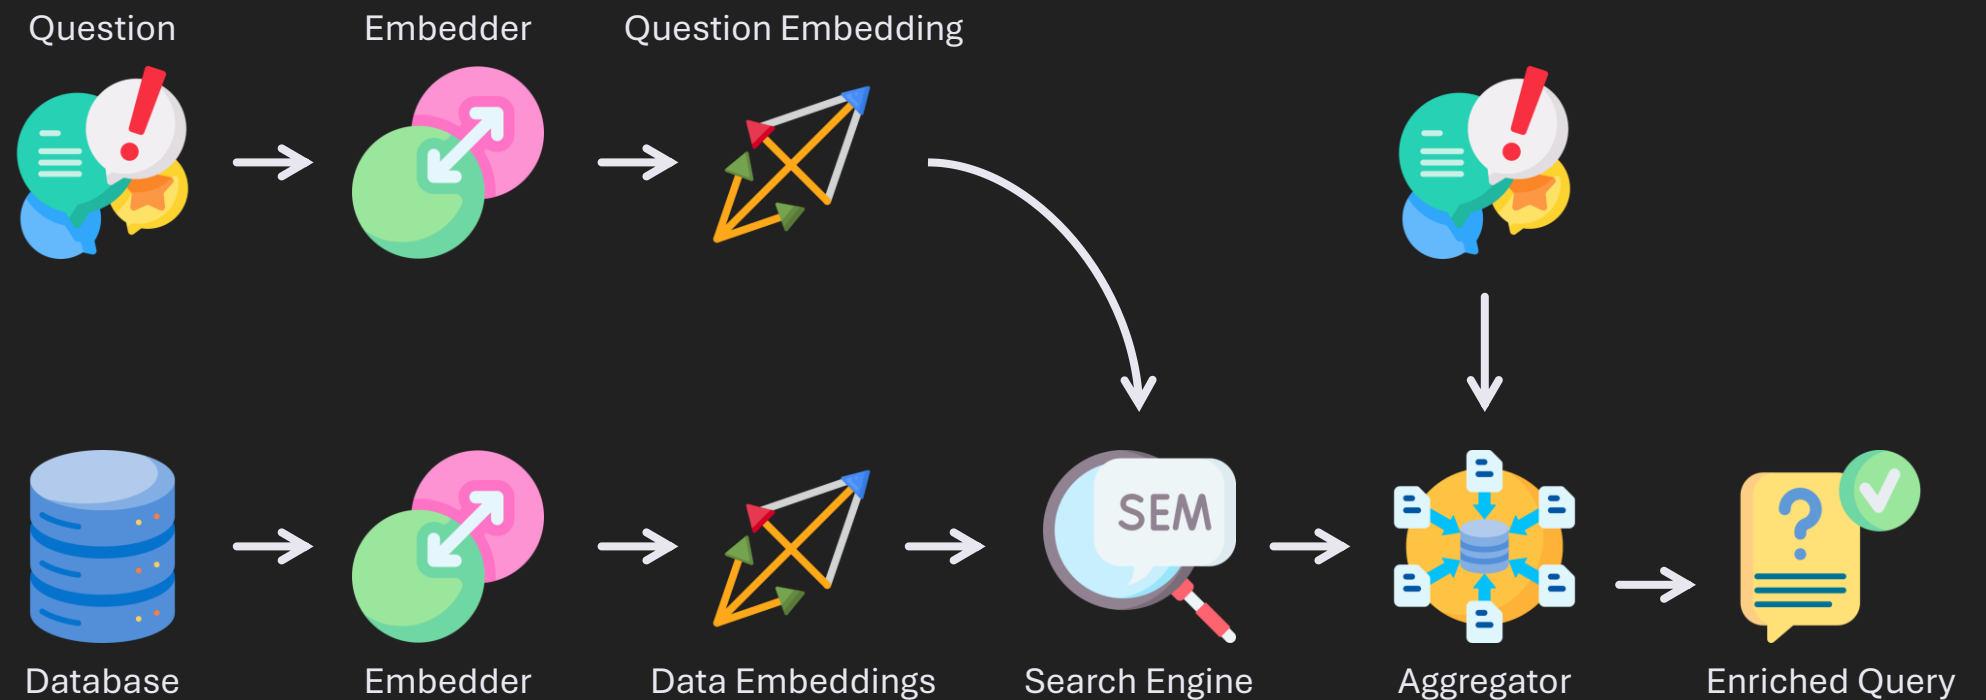 Question
Embedder
Question Embedding
SEM
Database
Embedder
Data Embeddings
Search Engine
Aggregator
Enriched Query